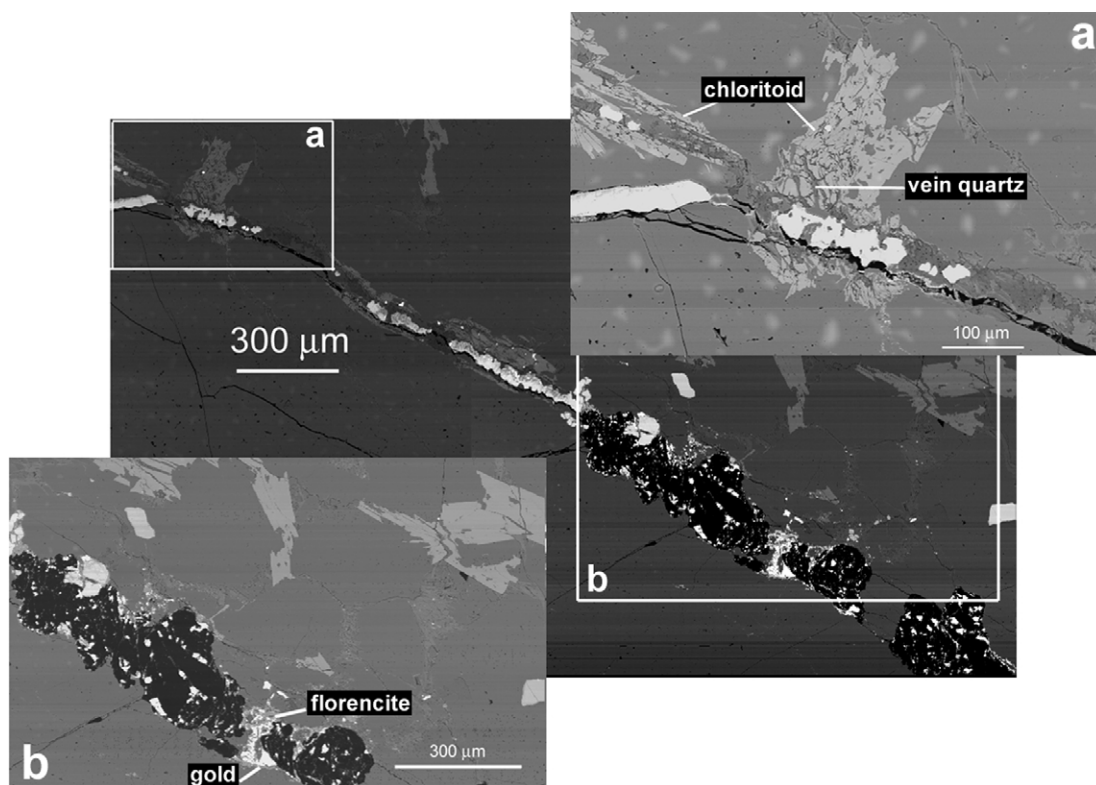 a
chloritoid
a
vein quartz
300 μm
100 μm
b
florencite
b
300 μm
gold